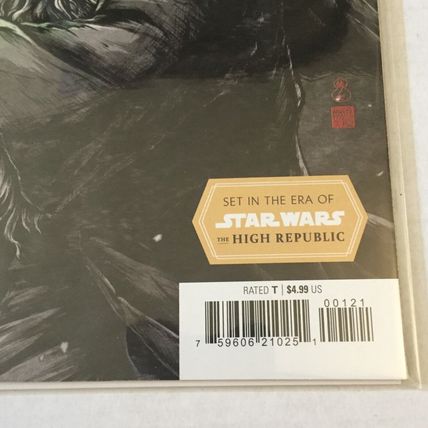 SET IN THE ERA OF
STAR WARS
THE HIGH REPUBLIC
RATED T | $4.99 US
00121
7 59606 21025 1